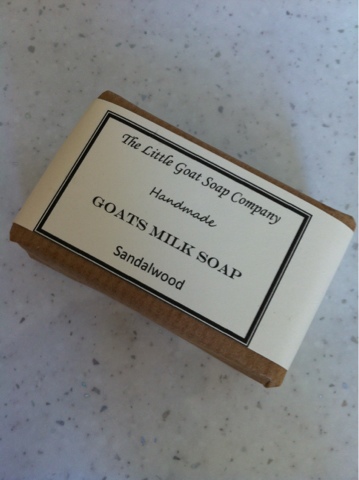 The Little Goat Soap Company
Handmade
GOATS MILK SOAP
Sandalwood